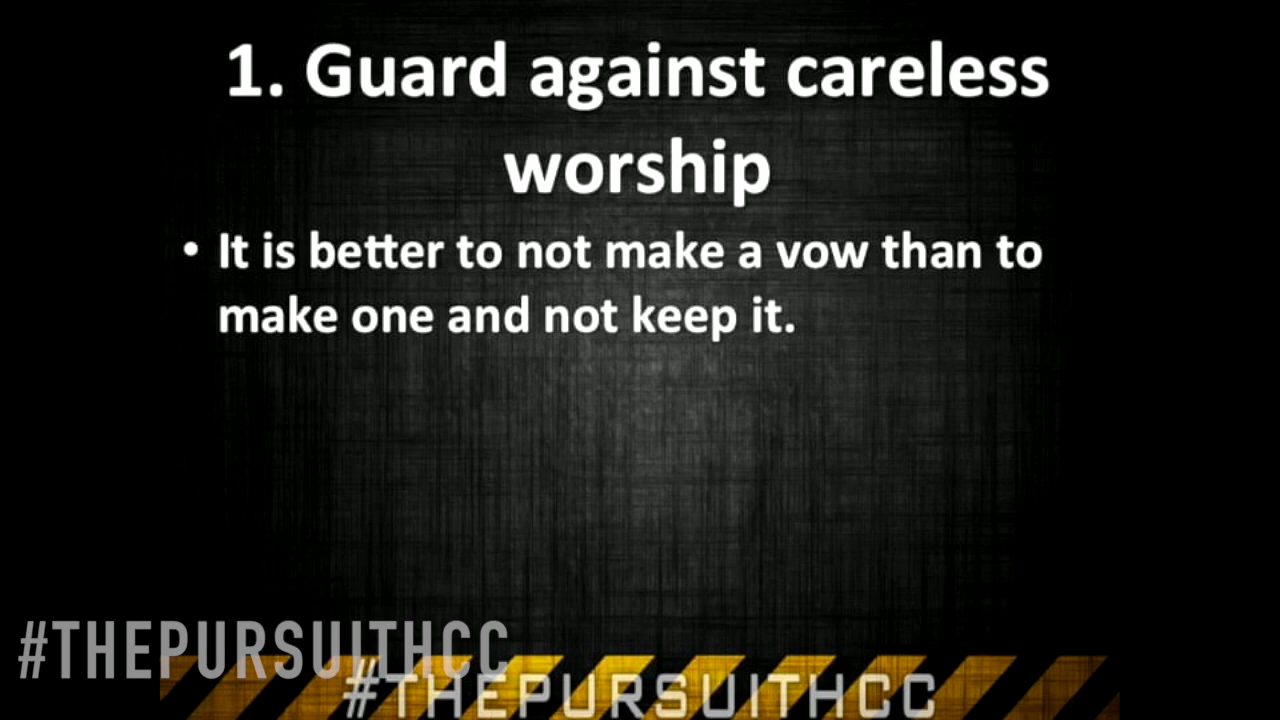 1. Guard against careless
worship
• It is better to not make a vow than to
make one and not keep it.
#THEPURSUITHCC
#THEPURSUITHCC